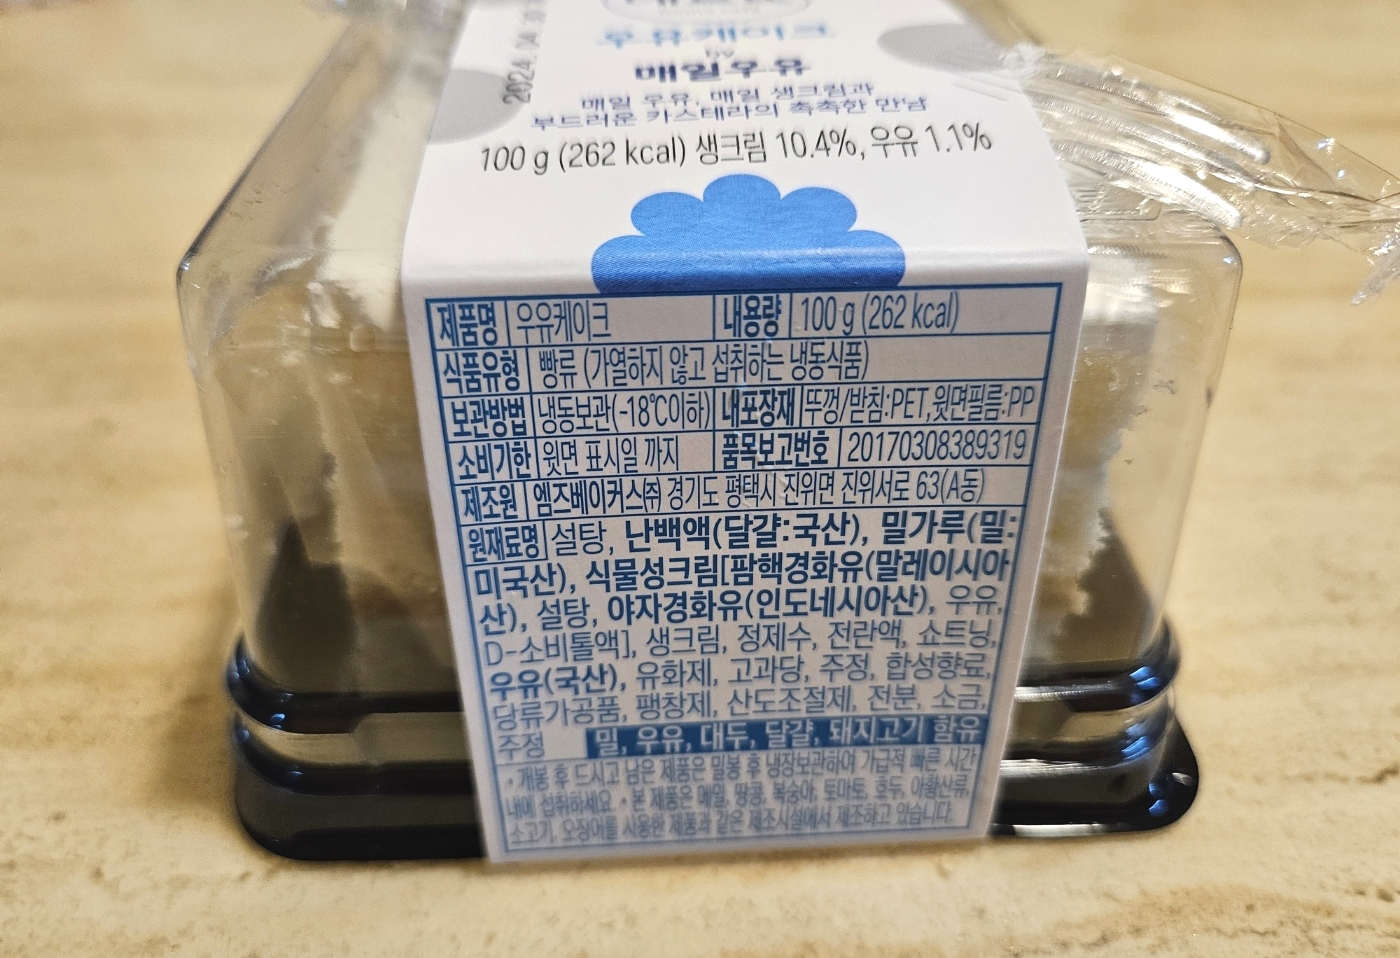 2024.04.0
우유케이크
by
매일우유
매일 우유, 매일 생크림과
부드러운 카스테라의 촉촉한 만남
100 g (262 kcal) 생크림 10.4%, 우유 1.1%
제품명 우유케이크 내용량 100 g (262 kcal)
식품유형 빵류 (가열하지 않고 섭취하는 냉동식품)
보관방법 냉동보관(-18℃이하) 내포장재 뚜껑/받침:PET,윗면필름:PP
소비기한 윗면 표시일 까지 품목보고번호 20170308389319
제조원 엠즈베이커스㈜ 경기도 평택시 진위면 진위서로 63(A동)
원재료명 설탕, 난백액(달걀:국산), 밀가루(밀:
미국산), 식물성크림[팜핵경화유(말레이시아
산), 설탕, 야자경화유(인도네시아산), 우유,
D-소비톨액], 생크림, 정제수, 전란액, 쇼트닝,
우유(국산), 유화제, 고과당, 주정, 합성향료,
당류가공품, 팽창제, 산도조절제, 전분, 소금,
주정 밀, 우유, 대두, 달걀, 돼지고기 함유
• 개봉 후 드시고 남은 제품은 밀봉 후 냉장보관하여 가급적 빠른 시간
내에 섭취하세요. • 본 제품은 메밀, 땅콩, 복숭아, 토마토, 호두, 아황산류,
소고기, 오징어를 사용한 제품과 같은 제조시설에서 제조하고 있습니다.